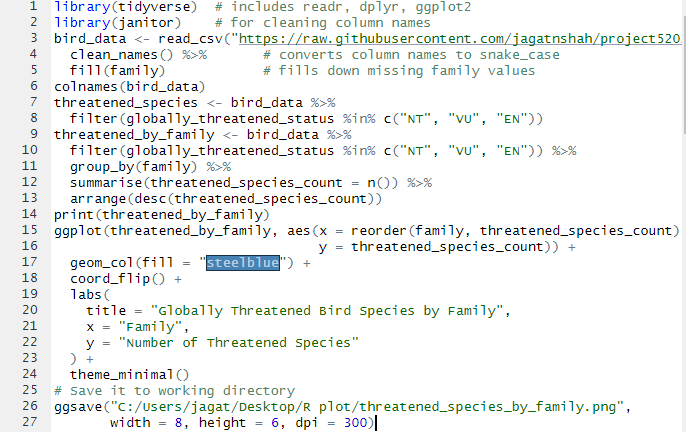 1 library(tidyverse)  # includes readr, dplyr, ggplot2
2 library(janitor)    # for cleaning column names
3 bird_data <- read_csv("https://raw.githubusercontent.com/jagatnshah/project520
4   clean_names() %>%       # converts column names to snake_case
5   fill(family)            # fills down missing family values
6 colnames(bird_data)
7 threatened_species <- bird_data %>%
8   filter(globally_threatened_status %in% c("NT", "VU", "EN"))
9 threatened_by_family <- bird_data %>%
10   filter(globally_threatened_status %in% c("NT", "VU", "EN")) %>%
11   group_by(family) %>%
12   summarise(threatened_species_count = n()) %>%
13   arrange(desc(threatened_species_count))
14 print(threatened_by_family)
15 ggplot(threatened_by_family, aes(x = reorder(family, threatened_species_count)
16                                  y = threatened_species_count)) +
17   geom_col(fill = "steelblue") +
18   coord_flip() +
19   labs(
20     title = "Globally Threatened Bird Species by Family",
21     x = "Family",
22     y = "Number of Threatened Species"
23   ) +
24   theme_minimal()
25 # Save it to working directory
26 ggsave("C:/Users/jagat/Desktop/R plot/threatened_species_by_family.png",
27        width = 8, height = 6, dpi = 300)